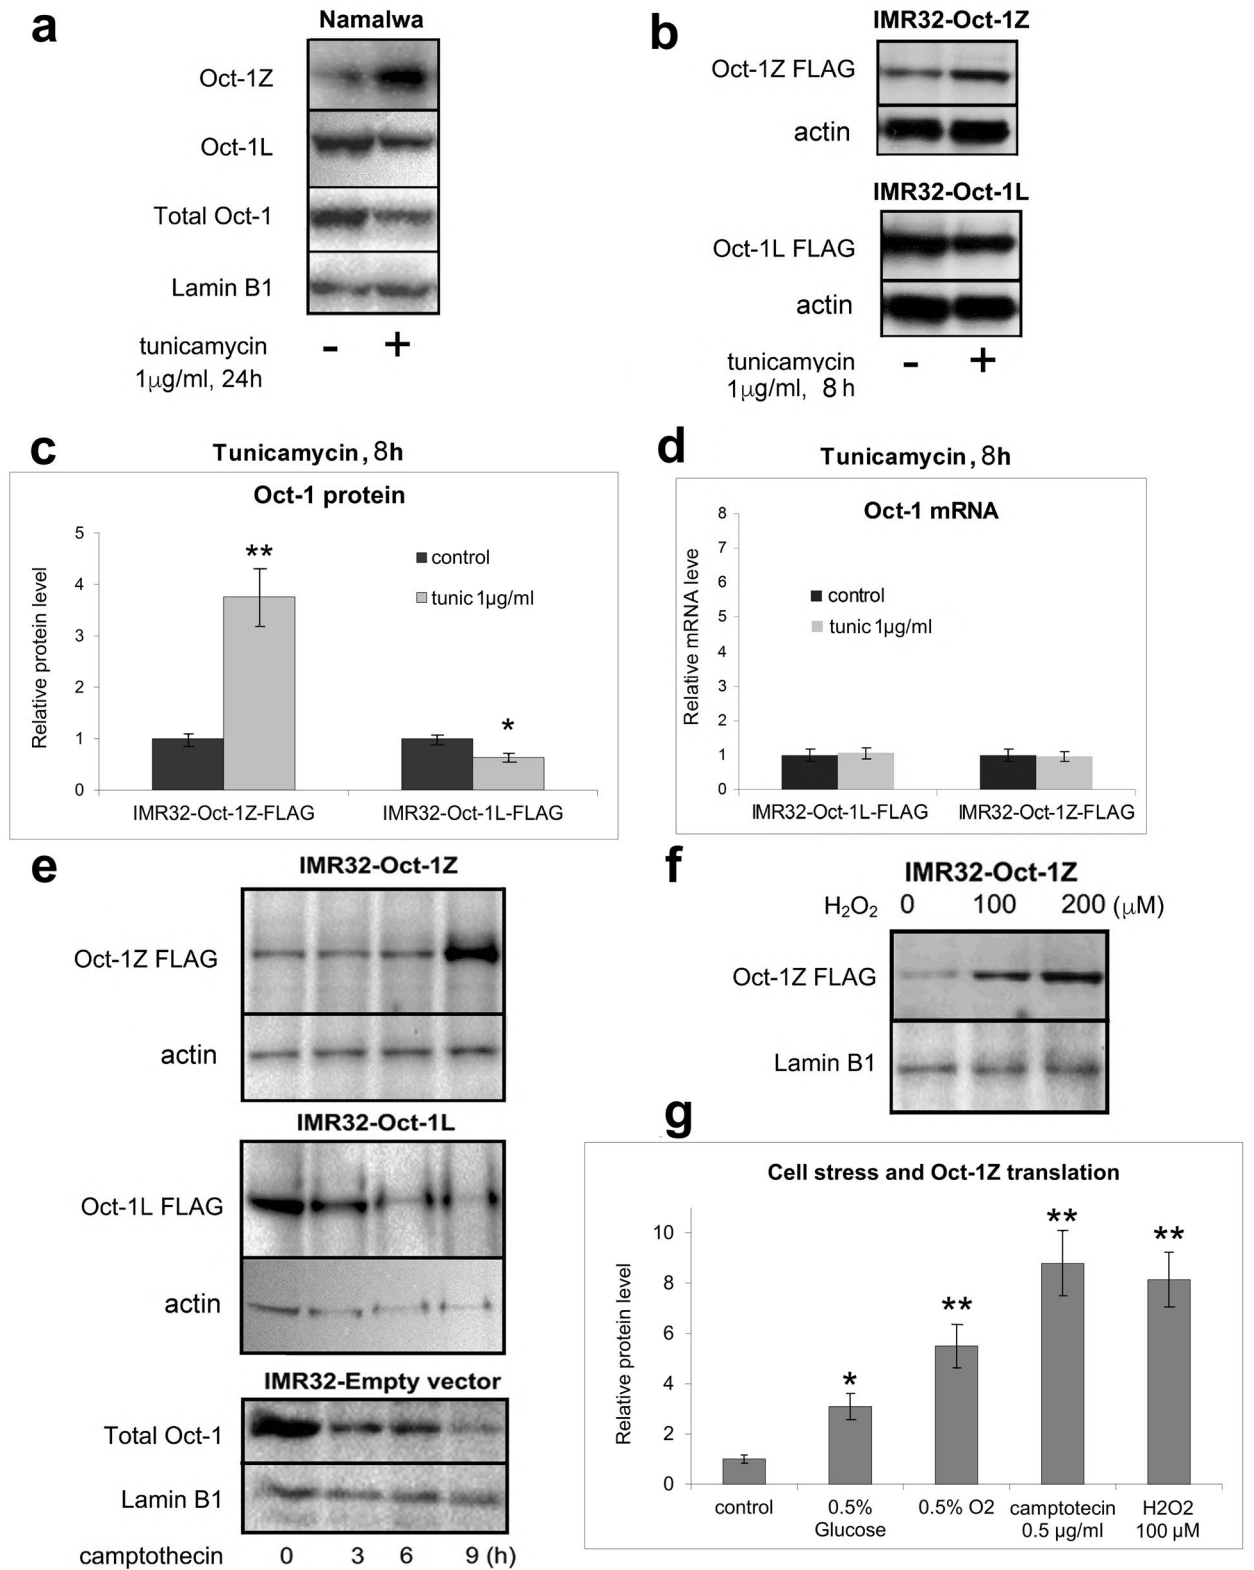 a
Namalwa
Oct-1Z
Oct-1L
Total Oct-1
Lamin B1
tunicamycin - +
1μg/ml, 24h
b
IMR32-Oct-1Z
Oct-1Z FLAG
actin
IMR32-Oct-1L
Oct-1L FLAG
actin
tunicamycin - +
1μg/ml, 8 h
c
Tunicamycin, 8h
Oct-1 protein
Relative protein level
5
4
3
2
1
0
**
*
control
tunic 1μg/ml
IMR32-Oct-1Z-FLAG IMR32-Oct-1L-FLAG
d
Tunicamycin, 8h
Oct-1 mRNA
Relative mRNA leve
8
7
6
5
4
3
2
1
0
control
tunic 1μg/ml
IMR32-Oct-1L-FLAG IMR32-Oct-1Z-FLAG
e
IMR32-Oct-1Z
Oct-1Z FLAG
actin
IMR32-Oct-1L
Oct-1L FLAG
actin
IMR32-Empty vector
Total Oct-1
Lamin B1
camptothecin 0 3 6 9 (h)
f
IMR32-Oct-1Z
H2O2 0 100 200 (μM)
Oct-1Z FLAG
Lamin B1
g
Cell stress and Oct-1Z translation
Relative protein level
10
8
6
4
2
0
*
**
**
**
control 0.5% 0.5% O2 camptotecin H2O2
Glucose 0.5 μg/ml 100 μM